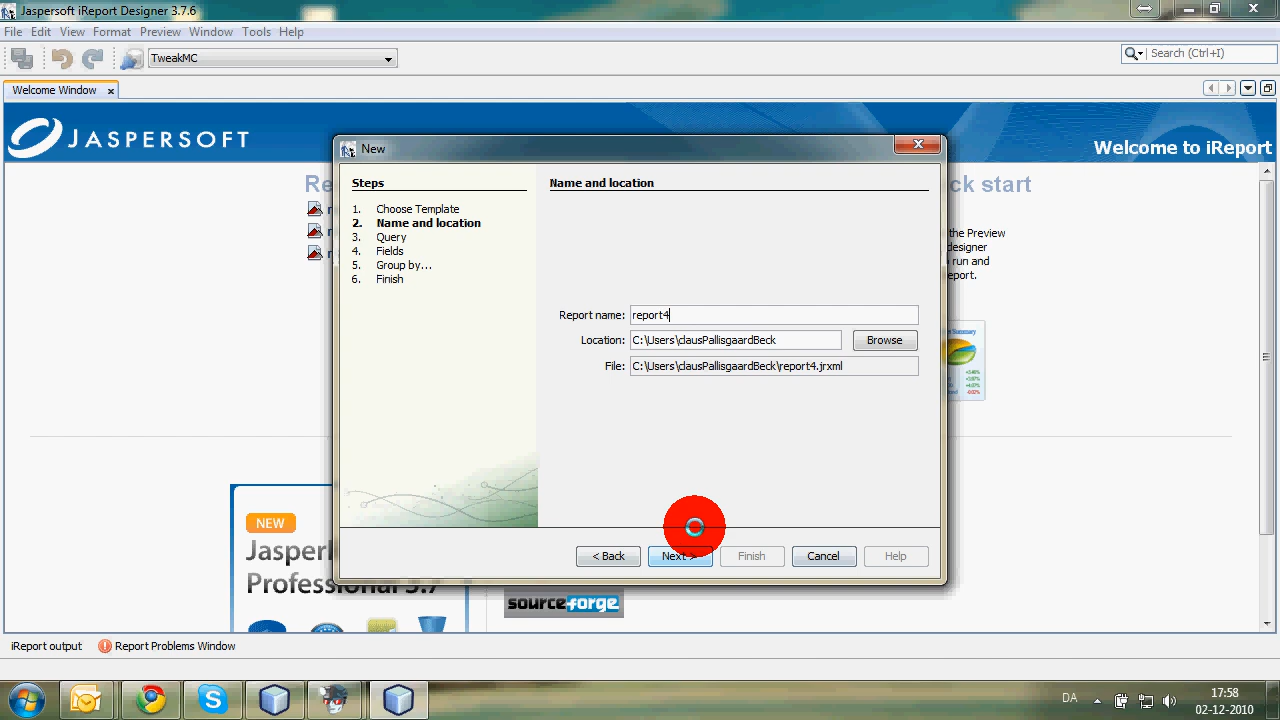 Jaspersoft iReport Designer 3.7.6
File Edit View Format Preview Window Tools Help
TweakMC
Search (Ctrl+I)
Welcome Window
JASPERSOFT
Welcome to iReport
New
Steps
1. Choose Template
2. Name and location
3. Query
4. Fields
5. Group by...
6. Finish
Name and location
Report name: report4
Location: C:\Users\clausPallisgaardBeck Browse
File: C:\Users\clausPallisgaardBeck\report4.jrxml
< Back Next > Finish Cancel Help
Re
ck start
the Preview
designer
run and
eport.
Summary
NEW
Jasper
Professional 3.7
sourceforge
iReport output Report Problems Window
DA
17:58
02-12-2010